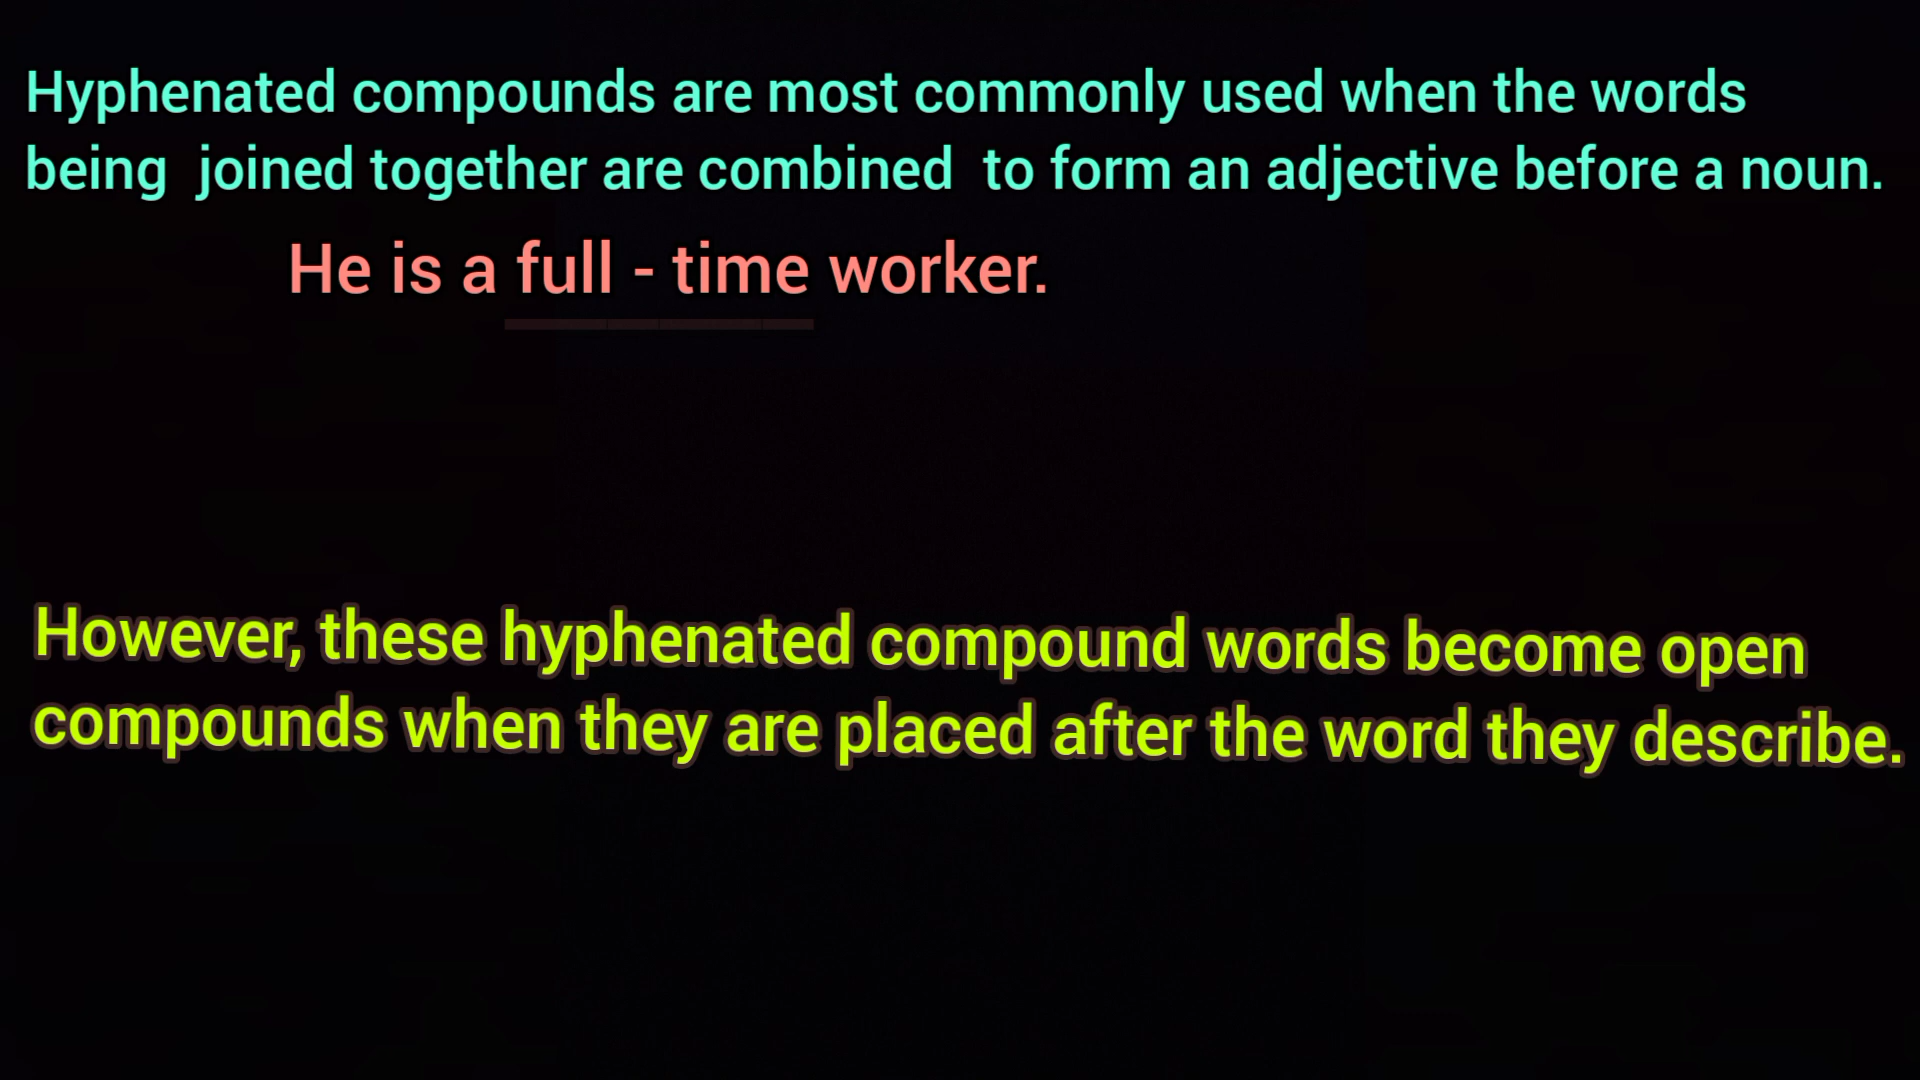 Hyphenated compounds are most commonly used when the words
being joined together are combined to form an adjective before a noun.
He is a full - time worker.
However, these hyphenated compound words become open
compounds when they are placed after the word they describe.